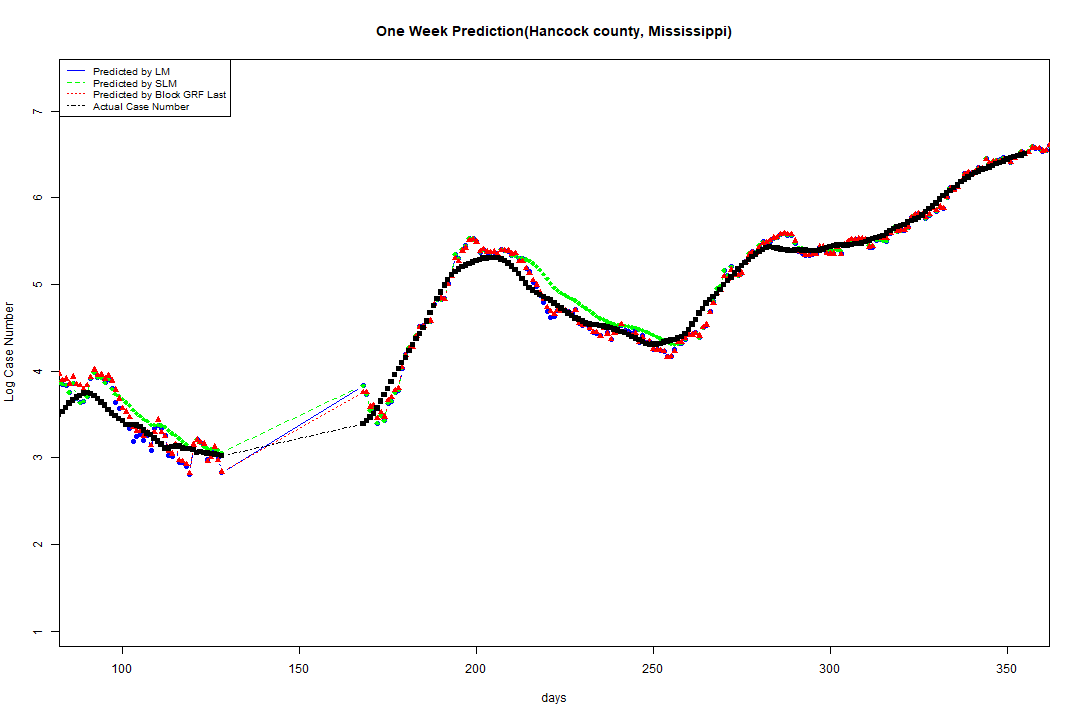 One Week Prediction(Hancock county, Mississippi)
Predicted by LM
Predicted by SLM
Predicted by Block GRF Last
Actual Case Number
7
6
5
4
3
2
1
Log Case Number
100 150 200 250 300 350
days